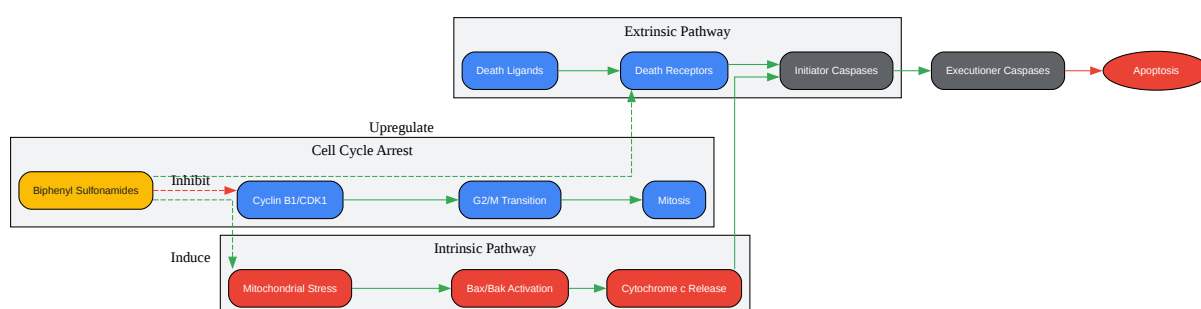 Extrinsic Pathway
Death Ligands
Death Receptors
Initiator Caspases
Executioner Caspases
Apoptosis
Upregulate
Cell Cycle Arrest
Biphenyl Sulfonamides
Inhibit
Cyclin B1/CDK1
G2/M Transition
Mitosis
Induce
Intrinsic Pathway
Mitochondrial Stress
Bax/Bak Activation
Cytochrome c Release